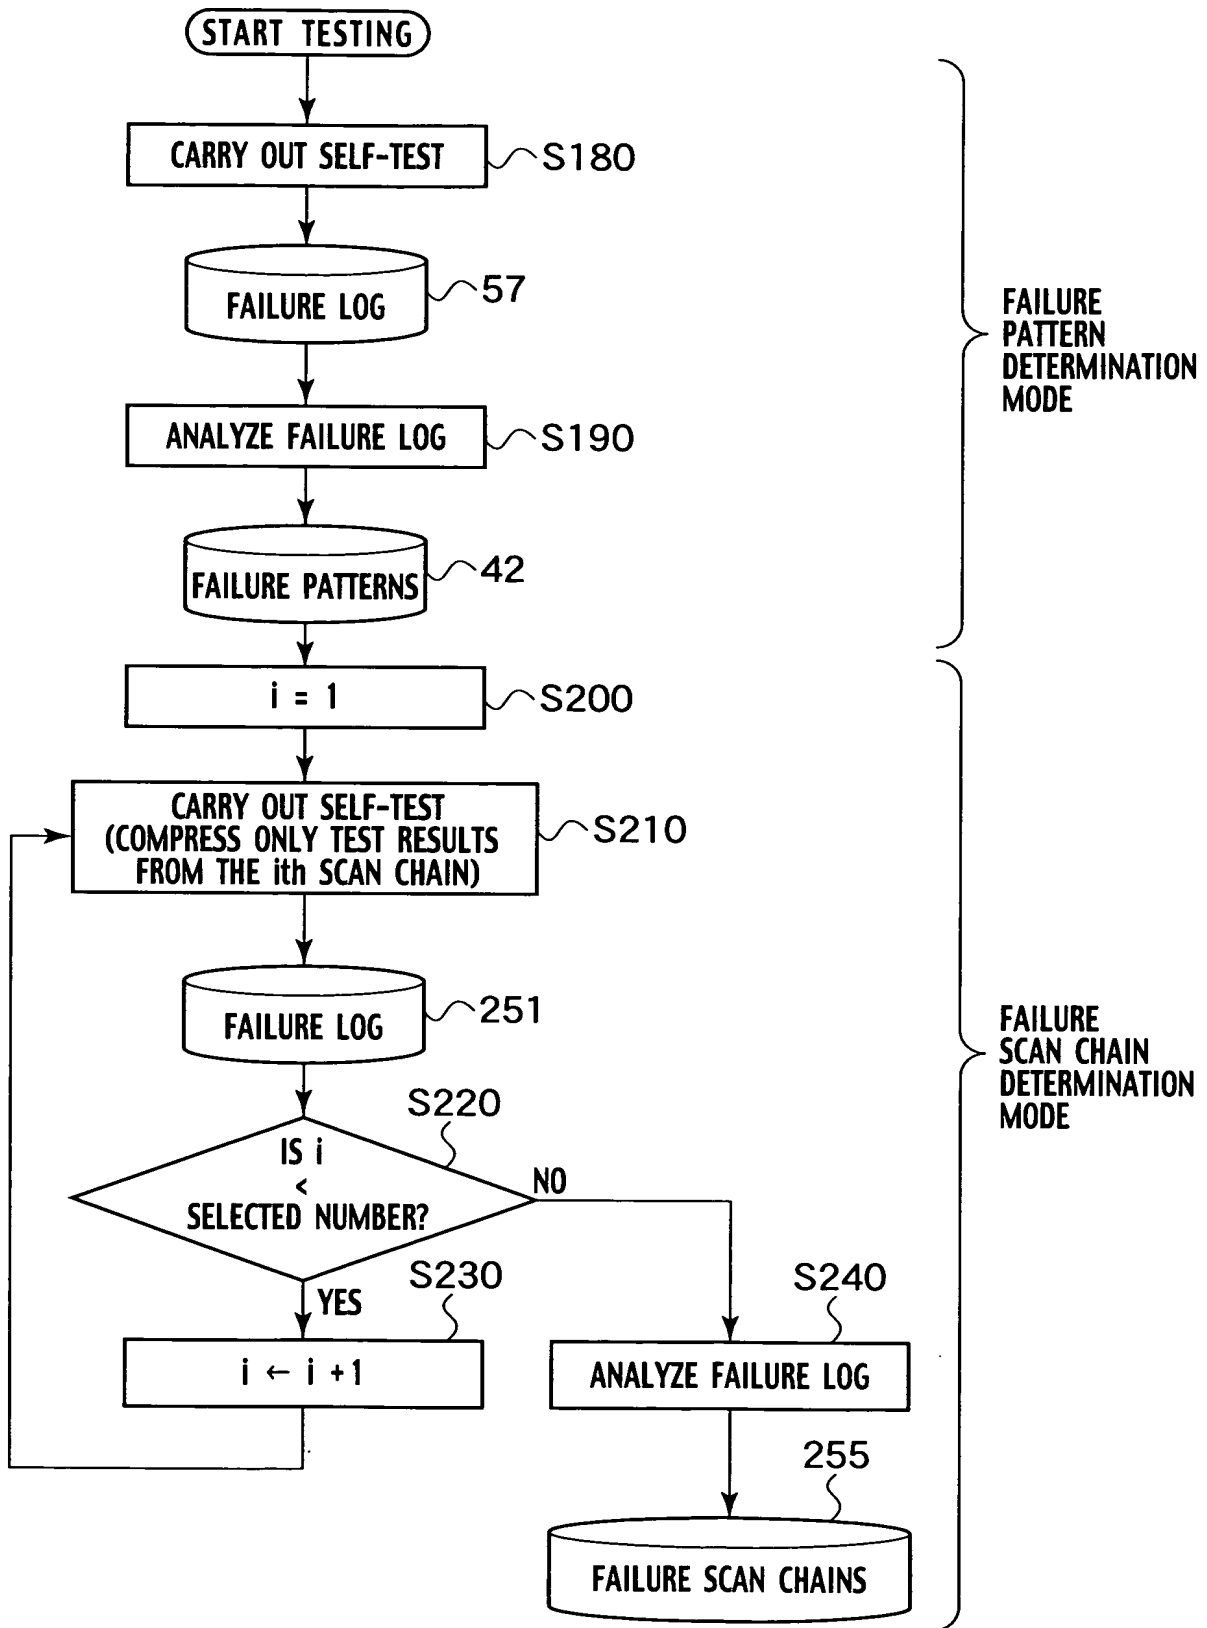 START TESTING
CARRY OUT SELF-TEST
S180
FAILURE LOG
57
FAILURE
PATTERN
DETERMINATION
MODE
ANALYZE FAILURE LOG
S190
FAILURE PATTERNS
42
i = 1
S200
CARRY OUT SELF-TEST
(COMPRESS ONLY TEST RESULTS
FROM THE ith SCAN CHAIN)
S210
FAILURE LOG
251
FAILURE
SCAN CHAIN
DETERMINATION
MODE
S220
IS i
<
SELECTED NUMBER?
NO
YES
S230
i ← i +1
S240
ANALYZE FAILURE LOG
255
FAILURE SCAN CHAINS